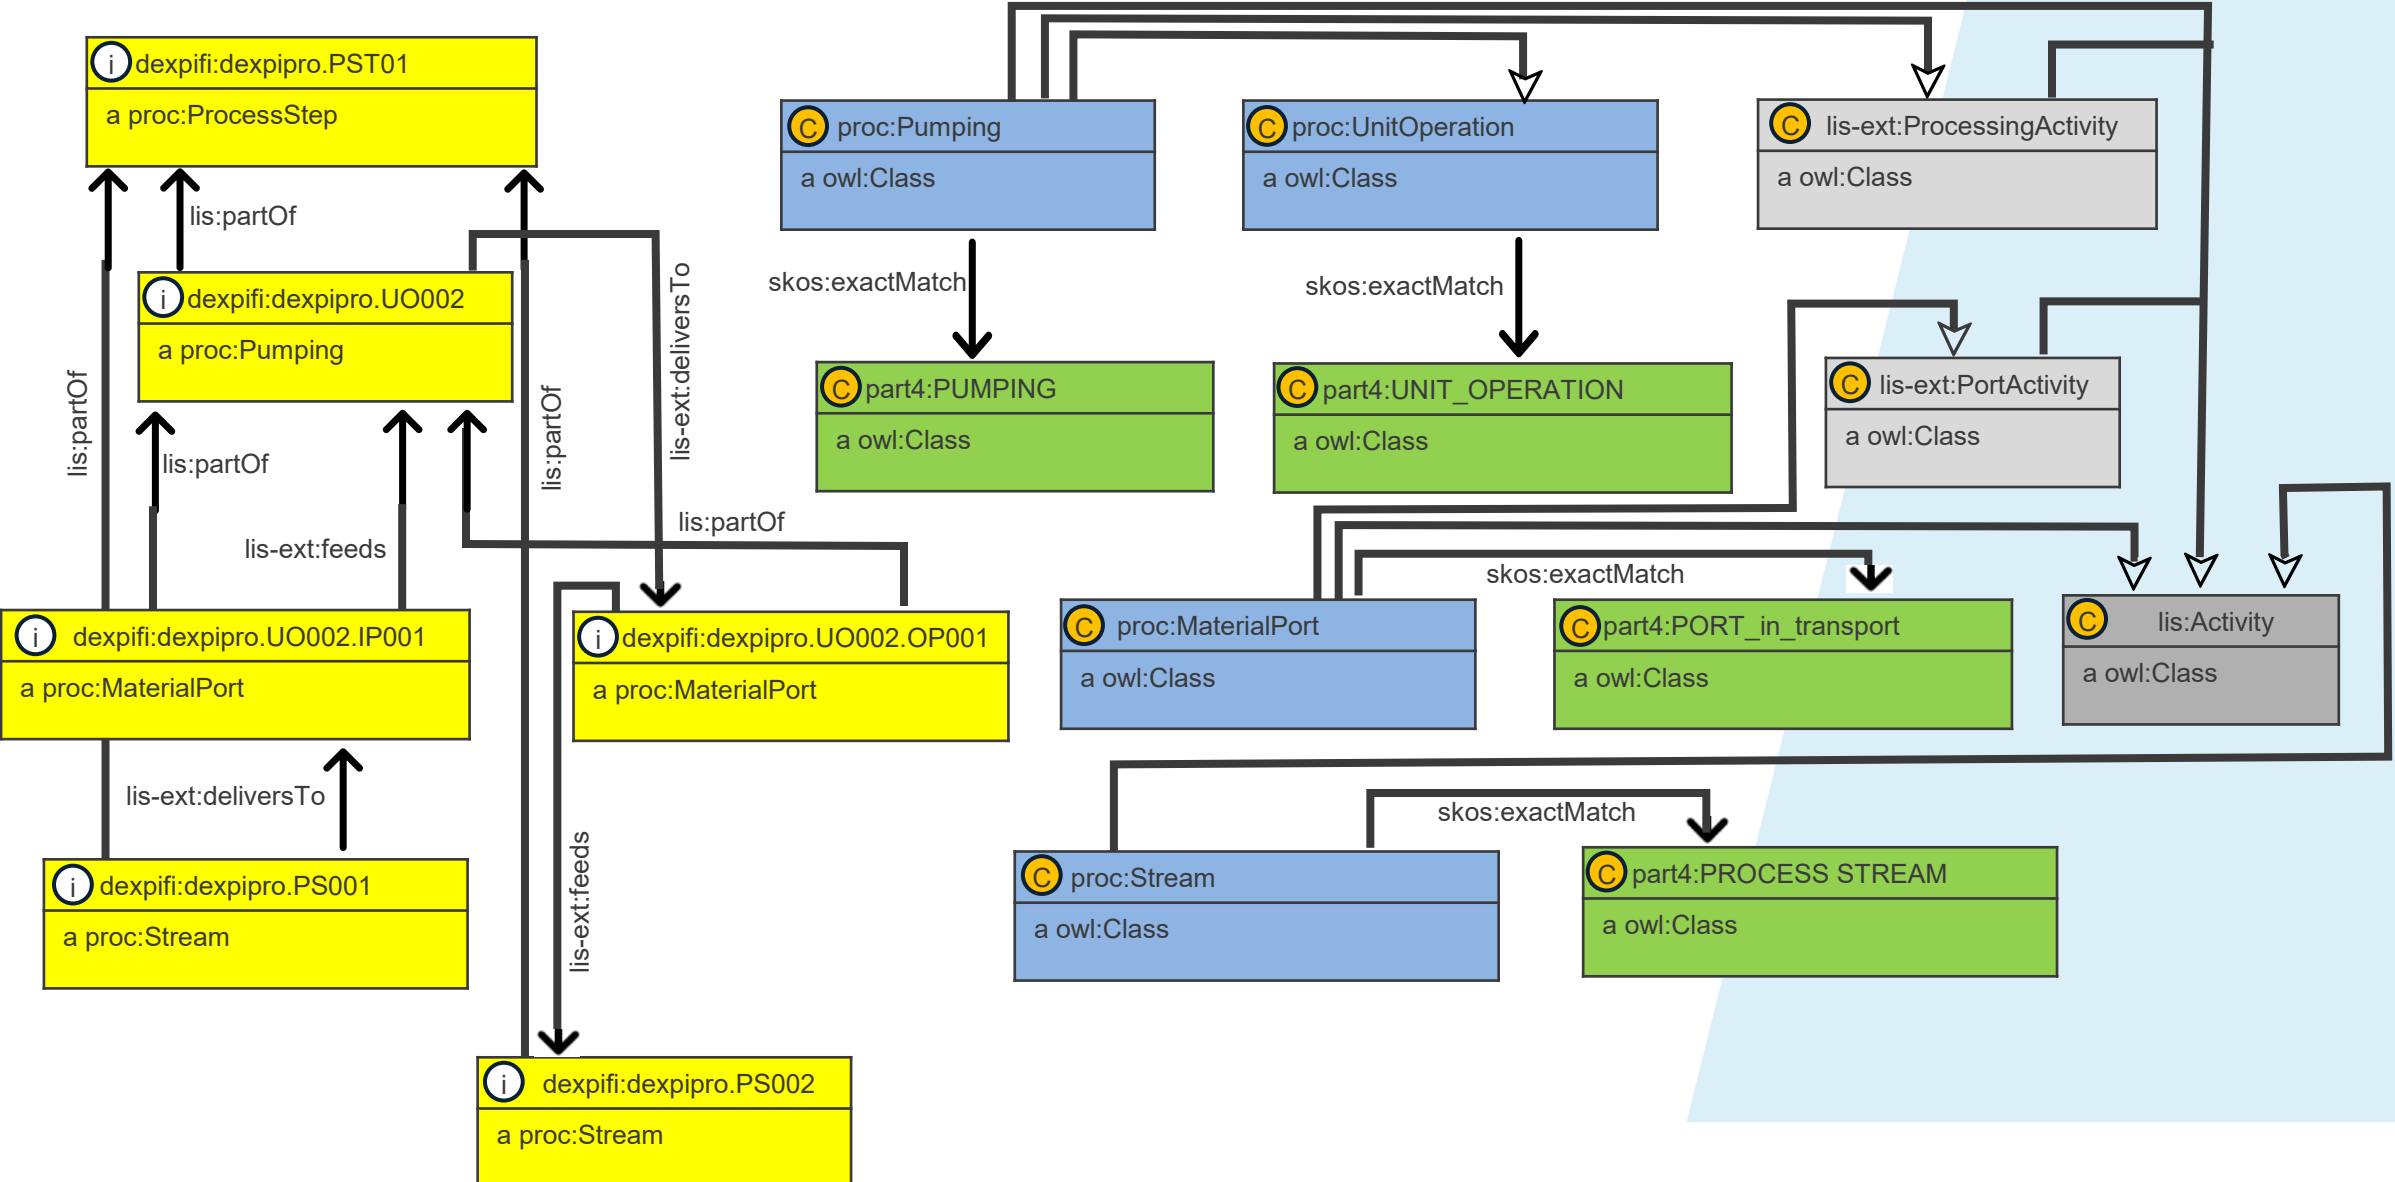 i dexpifi:dexpipro.PST01
a proc:ProcessStep
lis:partOf
i dexpifi:dexpipro.UO002
a proc:Pumping
lis:partOf
lis:partOf
lis-ext:feeds
lis:partOf
lis-ext:deliversTo
lis:partOf
i dexpifi:dexpipro.UO002.IP001
a proc:MaterialPort
i dexpifi:dexpipro.UO002.OP001
a proc:MaterialPort
lis-ext:deliversTo
lis-ext:feeds
i dexpifi:dexpipro.PS001
a proc:Stream
i dexpifi:dexpipro.PS002
a proc:Stream
C proc:Pumping
a owl:Class
C proc:UnitOperation
a owl:Class
C lis-ext:ProcessingActivity
a owl:Class
skos:exactMatch
skos:exactMatch
C part4:PUMPING
a owl:Class
C part4:UNIT_OPERATION
a owl:Class
C lis-ext:PortActivity
a owl:Class
skos:exactMatch
C proc:MaterialPort
a owl:Class
C part4:PORT_in_transport
a owl:Class
C lis:Activity
a owl:Class
skos:exactMatch
C proc:Stream
a owl:Class
C part4:PROCESS STREAM
a owl:Class